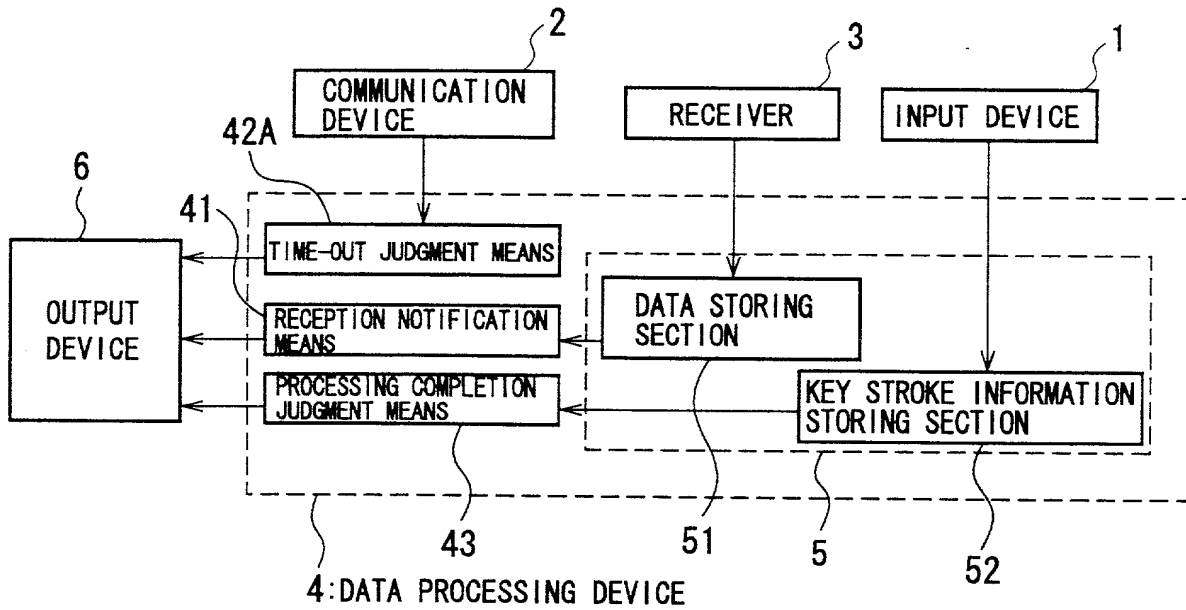 2
3
1
COMMUNICATION
DEVICE
RECEIVER
INPUT DEVICE
42A
6
41
TIME-OUT JUDGMENT MEANS
OUTPUT
DEVICE
RECEPTION NOTIFICATION
MEANS
DATA STORING
SECTION
PROCESSING COMPLETION
JUDGMENT MEANS
KEY STROKE INFORMATION
STORING SECTION
43
51
5
52
4:DATA PROCESSING DEVICE